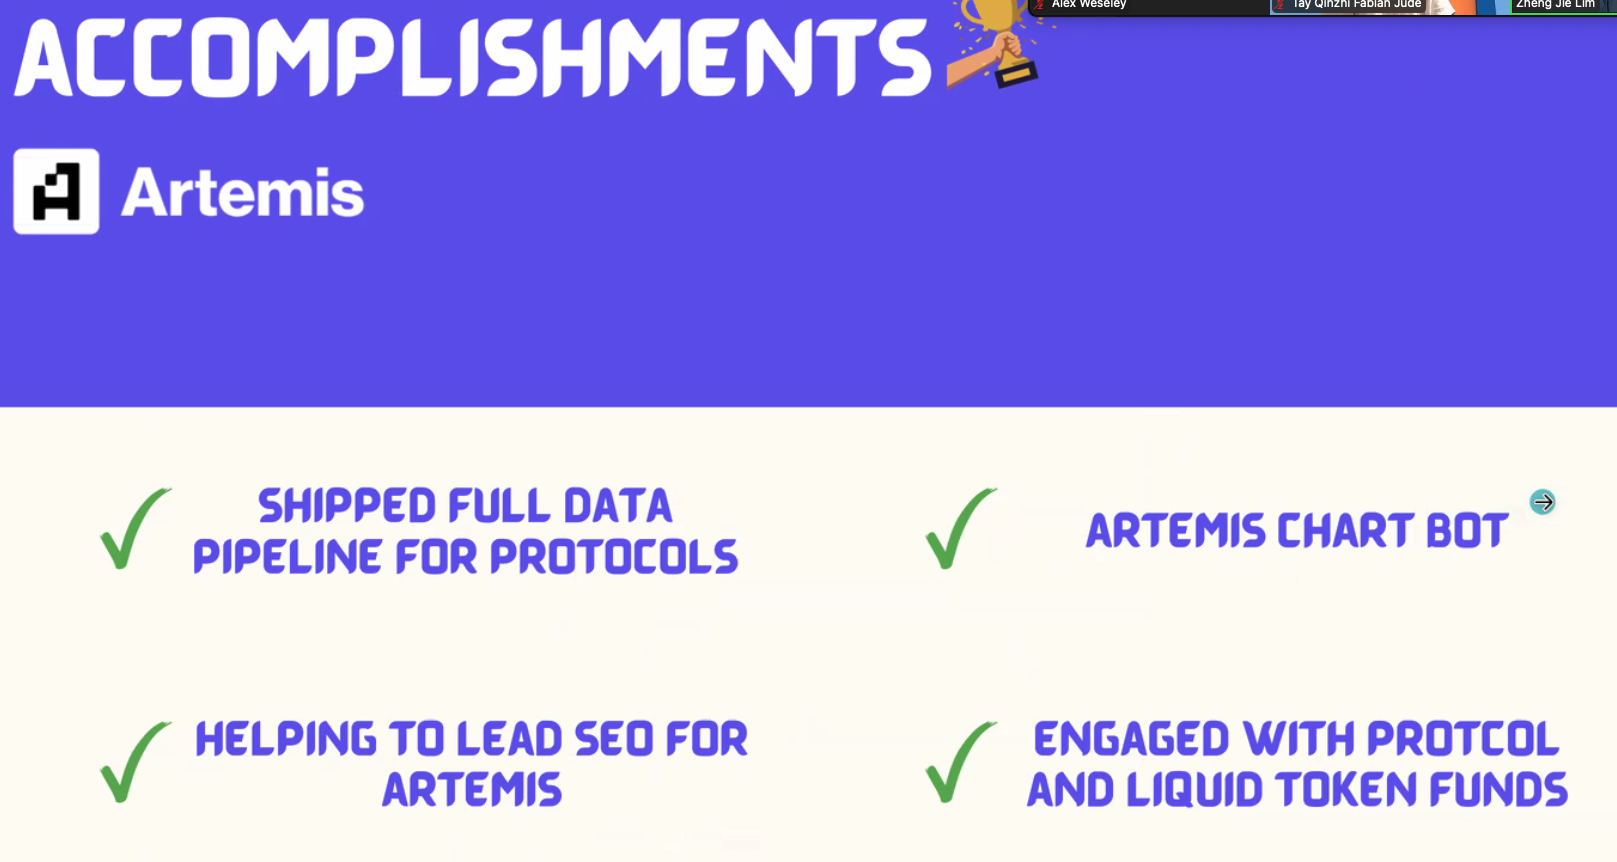 Alex Weseley
Tay Qinzhi Fabian Jude
Zheng Jie Lim
ACCOMPLISHMENTS
Artemis
SHIPPED FULL DATA
PIPELINE FOR PROTOCOLS
ARTEMIS CHART BOT
HELPING TO LEAD SEO FOR
ARTEMIS
ENGAGED WITH PROTCOL
AND LIQUID TOKEN FUNDS